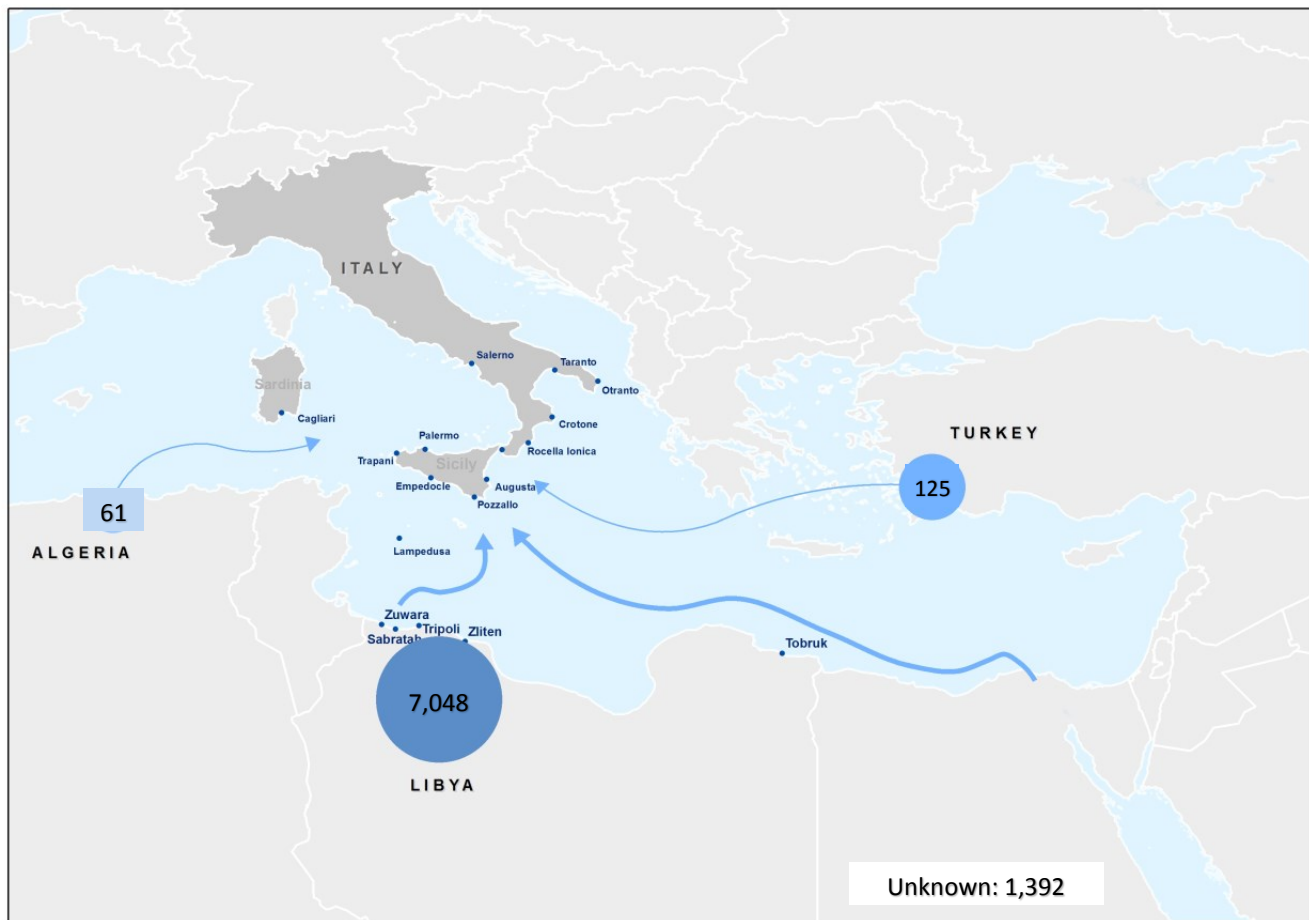 ITALY
Salerno
Taranto
Otranto
Sardinia
Cagliari
Crotone
TURKEY
Palermo
Rocella Ionica
Trapani
Sicily
Empedocle
Augusta
125
Pozzallo
61
ALGERIA
Lampedusa
Zuwara
Tripoli
Zliten
Sabratah
Tobruk
7,048
LIBYA
Unknown: 1,392